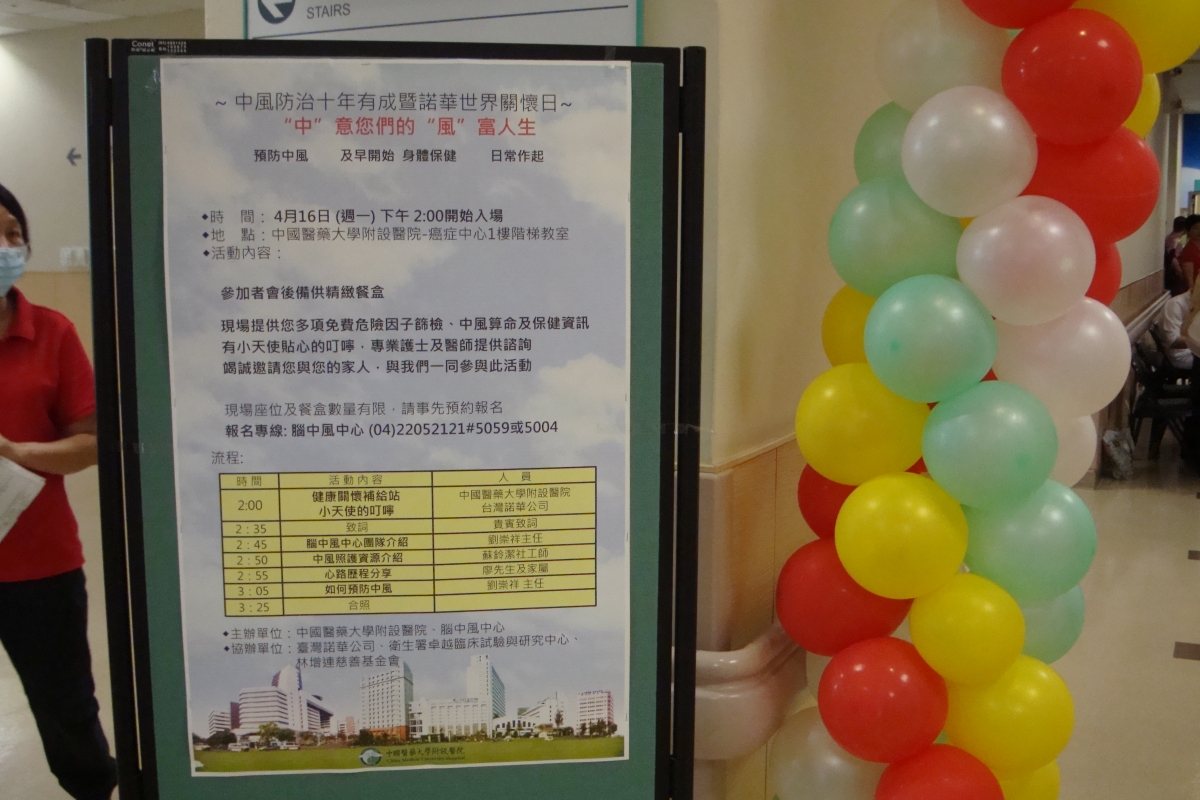 STAIRS
Conet
~ 中風防治十年有成暨諾華世界關懷日~
“中” 意您們的 “風” 富人生
預防中風 及早開始 身體保健 日常作起
◆時 間： 4月16日 (週一) 下午 2:00開始入場
◆地 點：中國醫藥大學附設醫院-癌症中心1樓階梯教室
◆活動內容：
參加者會後備供精緻餐盒
現場提供您多項免費危險因子篩檢、中風算命及保健資訊
有小天使貼心的叮嚀，專業護士及醫師提供諮詢
竭誠邀請您與您的家人，與我們一同參與此活動
現場座位及餐盒數量有限，請事先預約報名
報名專線: 腦中風中心 (04)22052121#5059或5004
流程:
時間 活動內容 人 員
2:00 健康關懷補給站 中國醫藥大學附設醫院
小天使的叮嚀 台灣諾華公司
2：35 致詞 貴賓致詞
2：45 腦中風中心團隊介紹 劉崇祥主任
2：50 中風照護資源介紹 蘇鈴潔社工師
2：55 心路歷程分享 廖先生及家屬
3：05 如何預防中風 劉崇祥 主任
3：25 合照
◆主辦單位：中國醫藥大學附設醫院、腦中風中心
◆協辦單位：臺灣諾華公司、衛生署卓越臨床試驗與研究中心、
林增連慈善基金會
中國醫藥大學附設醫院
China Medical University Hospital